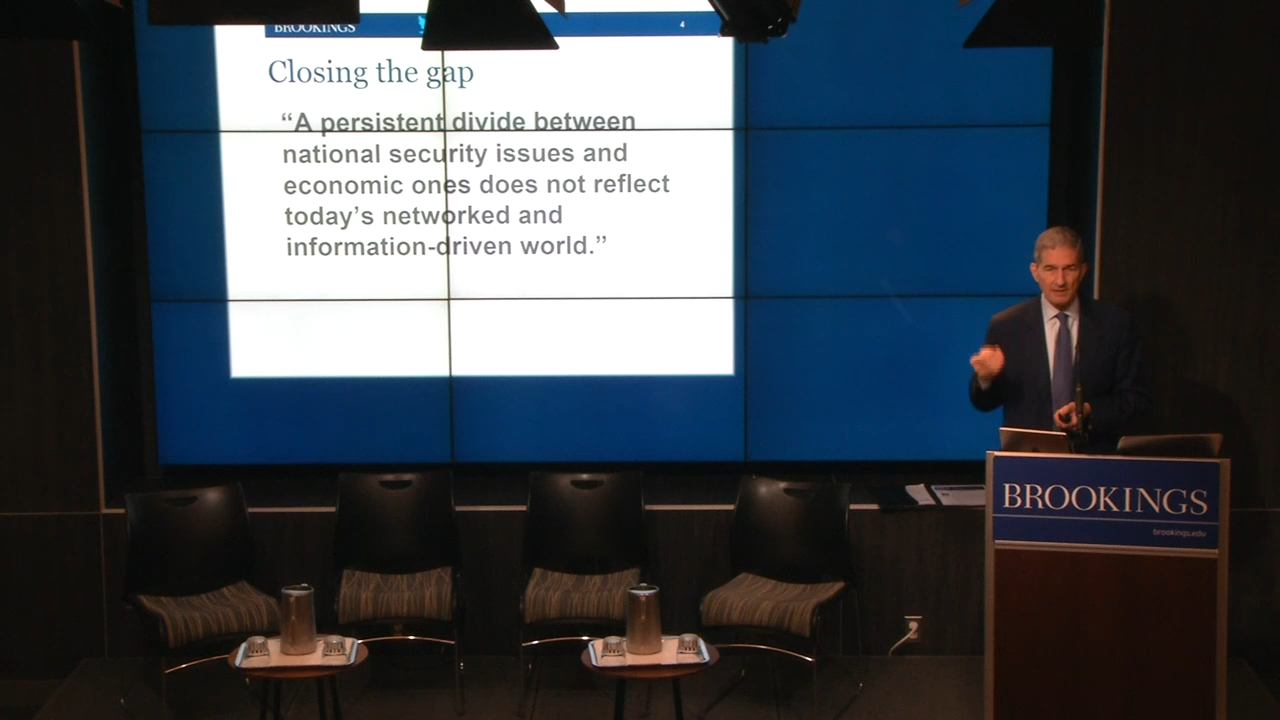 BROOKINGS
4
Closing the gap
“A persistent divide between
national security issues and
economic ones does not reflect
today’s networked and
information-driven world.”
BROOKINGS
brookings.edu